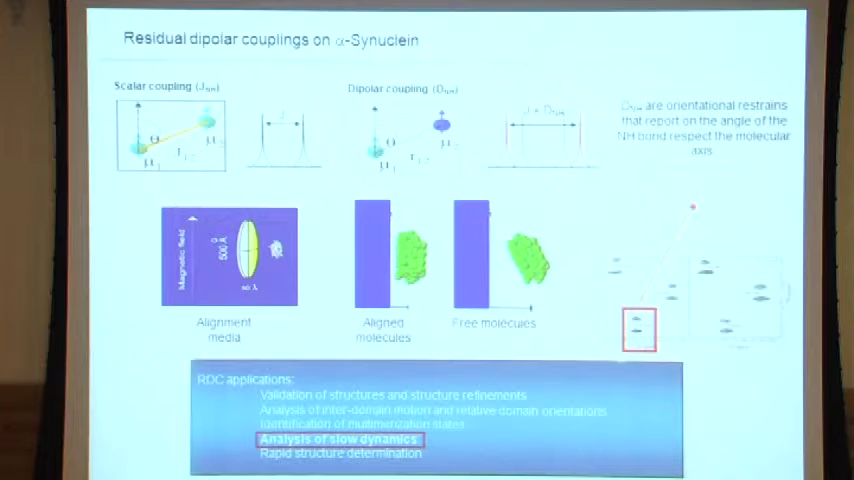 Residual dipolar couplings on α-Synuclein
Scalar coupling (J
Dipolar coupling (D
are orientational restrains
that report on the angle of the
NH bond respect the molecular
axis
J
Θ
μ₁
Θ
Magnetic field
500 Å
Alignment
media
Aligned
molecules
Free molecules
RDC applications:
Validation of structures and structure refinements
Analysis of inter-domain motion and relative domain orientations
Identification of multimerization states
Analysis of slow dynamics
Rapid structure determination